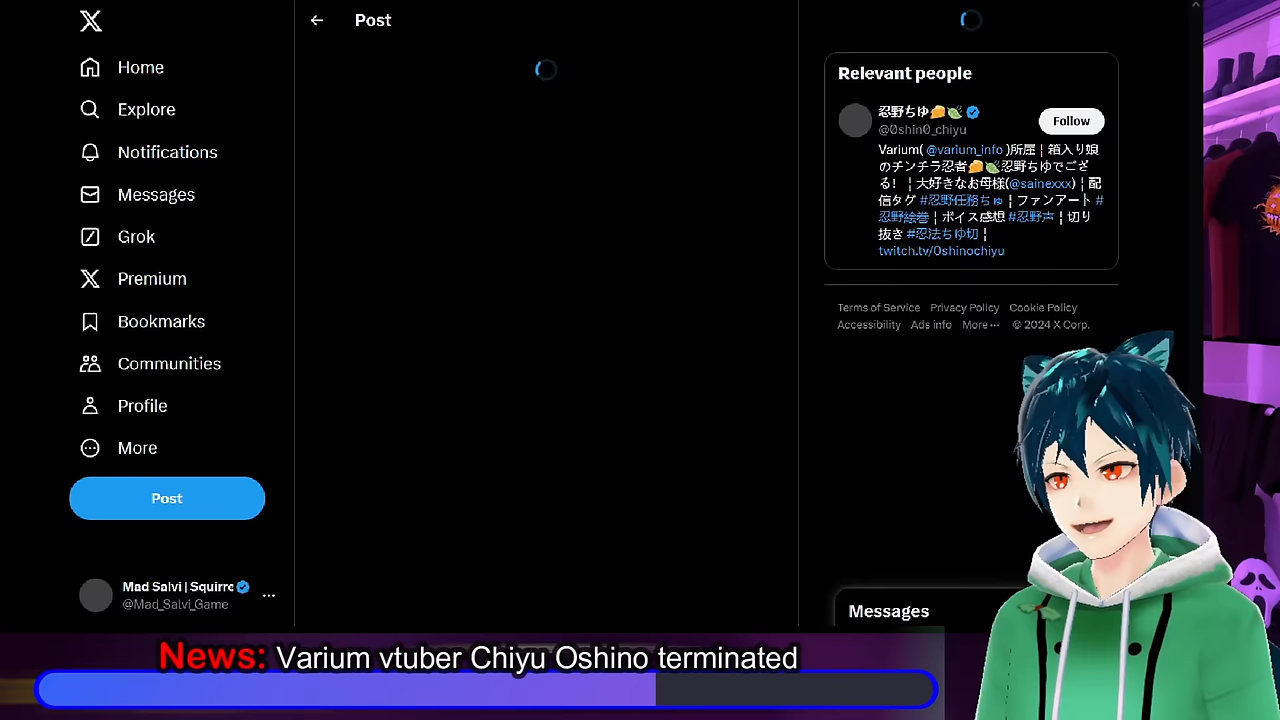 Home
Explore
Notifications
Messages
Grok
Premium
Bookmarks
Communities
Profile
More
Post
Mad Salvi | Squirrc
@Mad_Salvi_Game
Post
Relevant people
忍野ちゆ🧀🍃
@0shin0_chiyu
Follow
Varium( @varium_info )所属 ¦ 箱入り娘
のチンチラ忍者🧀🍃忍野ちゆでござ
る! ¦ 大好きなお母様(@sainexxx) ¦ 配
信タグ #忍野任務ちゅ ¦ ファンアート #
忍野絵巻 ¦ ボイス感想 #忍野声 ¦ 切り
抜き #忍法ちゆ切 ¦
twitch.tv/0shinochiyu
Terms of Service Privacy Policy Cookie Policy
Accessibility Ads info More ··· © 2024 X Corp.
Messages
News: Varium vtuber Chiyu Oshino terminated